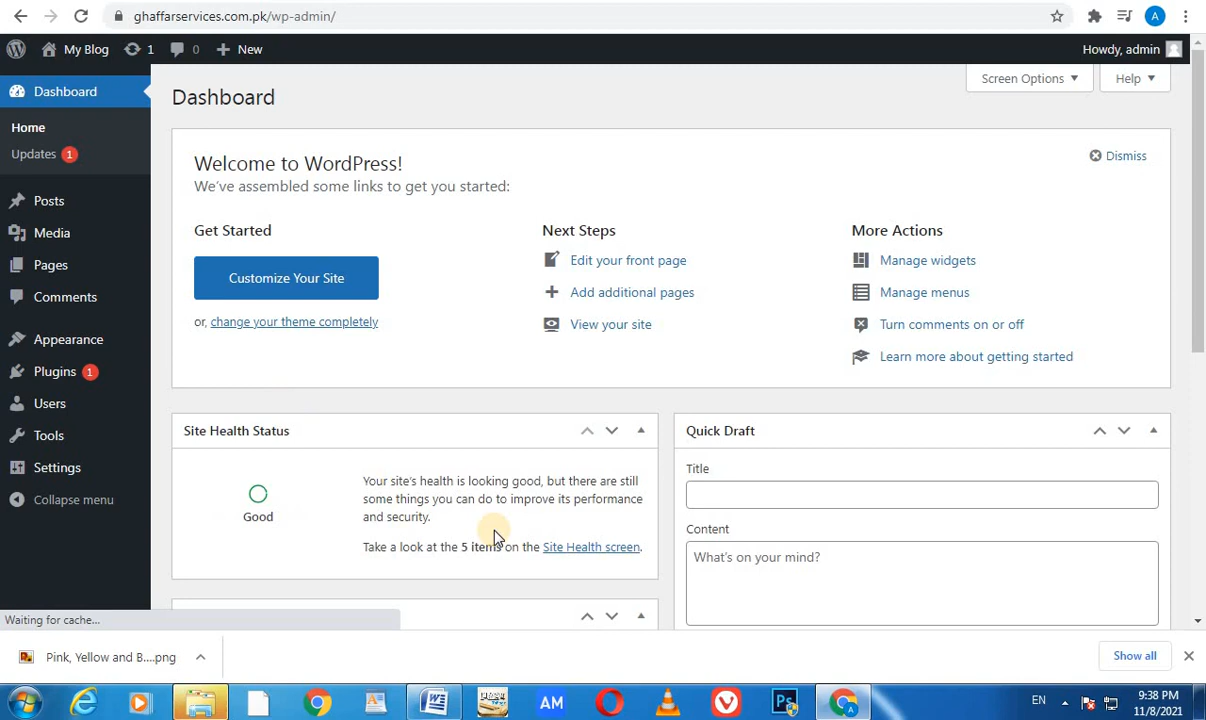 ghaffarservices.com.pk/wp-admin/
A
My Blog
1
0
New
Howdy, admin
Dashboard
Home
Updates 1
Posts
Media
Pages
Comments
Appearance
Plugins 1
Users
Tools
Settings
Collapse menu
Screen Options
Help
Dashboard
Welcome to WordPress!
Dismiss
We've assembled some links to get you started:
Get Started
Customize Your Site
or, change your theme completely
Next Steps
Edit your front page
Add additional pages
View your site
More Actions
Manage widgets
Manage menus
Turn comments on or off
Learn more about getting started
Site Health Status
Good
Your site's health is looking good, but there are still
some things you can do to improve its performance
and security.
Take a look at the 5 items on the Site Health screen.
Quick Draft
Title
Content
What's on your mind?
Waiting for cache...
Pink, Yellow and B....png
Show all
AM
EN
9:38 PM
11/8/2021